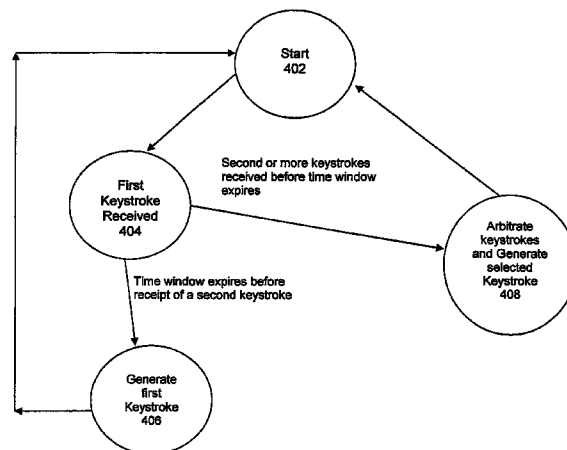 Start
402
Second or more keystrokes
received before time window
expires
First
Keystroke
Received
404
Arbitrate
keystrokes
and Generate
selected
Keystroke
408
Time window expires before
receipt of a second keystroke
Generate
first
Keystroke
406